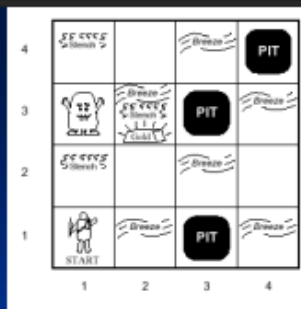 4 Stench Breeze PIT
3 Breeze Stench Gold PIT Breeze
2 Stench Breeze
1 START Breeze PIT Breeze
1 2 3 4